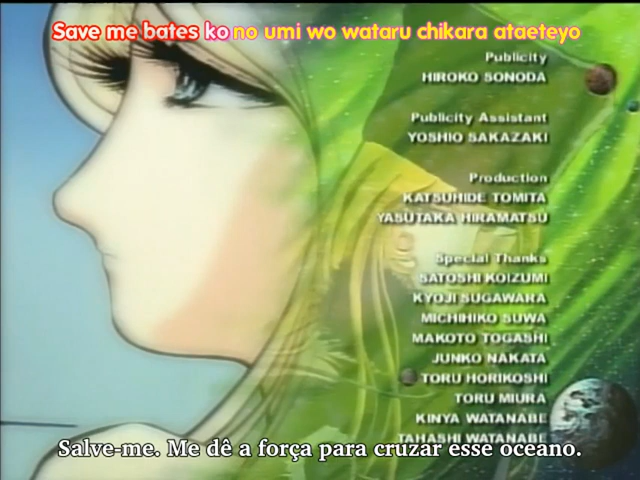 Save me bates ko no umi wo wataru chikara ataeteyo
Publicity
HIROKO SONODA
Publicity Assistant
YOSHIO SAKAZAKI
Production
KATSUHIDE TOMITA
YASUTAKA HIRAMATSU
Special Thanks
SATOSHI KOIZUMI
KYOJI SUGAWARA
MICHIHIKO SUWA
MAKOTO TOGASHI
JUNKO NAKATA
TORU HORIKOSHI
TORU MIURA
KINYA WATANABE
TAHASHI WATANABE
Salve-me. Me dê a força para cruzar esse oceano.